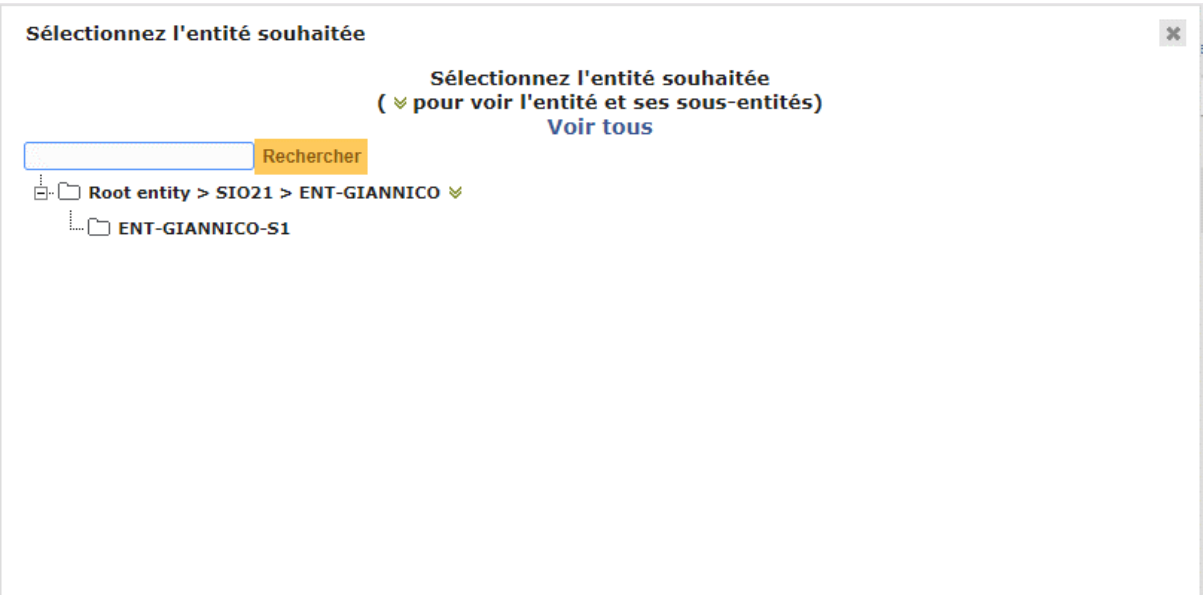 Sélectionnez l'entité souhaitée
Sélectionnez l'entité souhaitée
( pour voir l'entité et ses sous-entités)
Voir tous
Rechercher
Root entity > SIO21 > ENT-GIANNICO
ENT-GIANNICO-S1